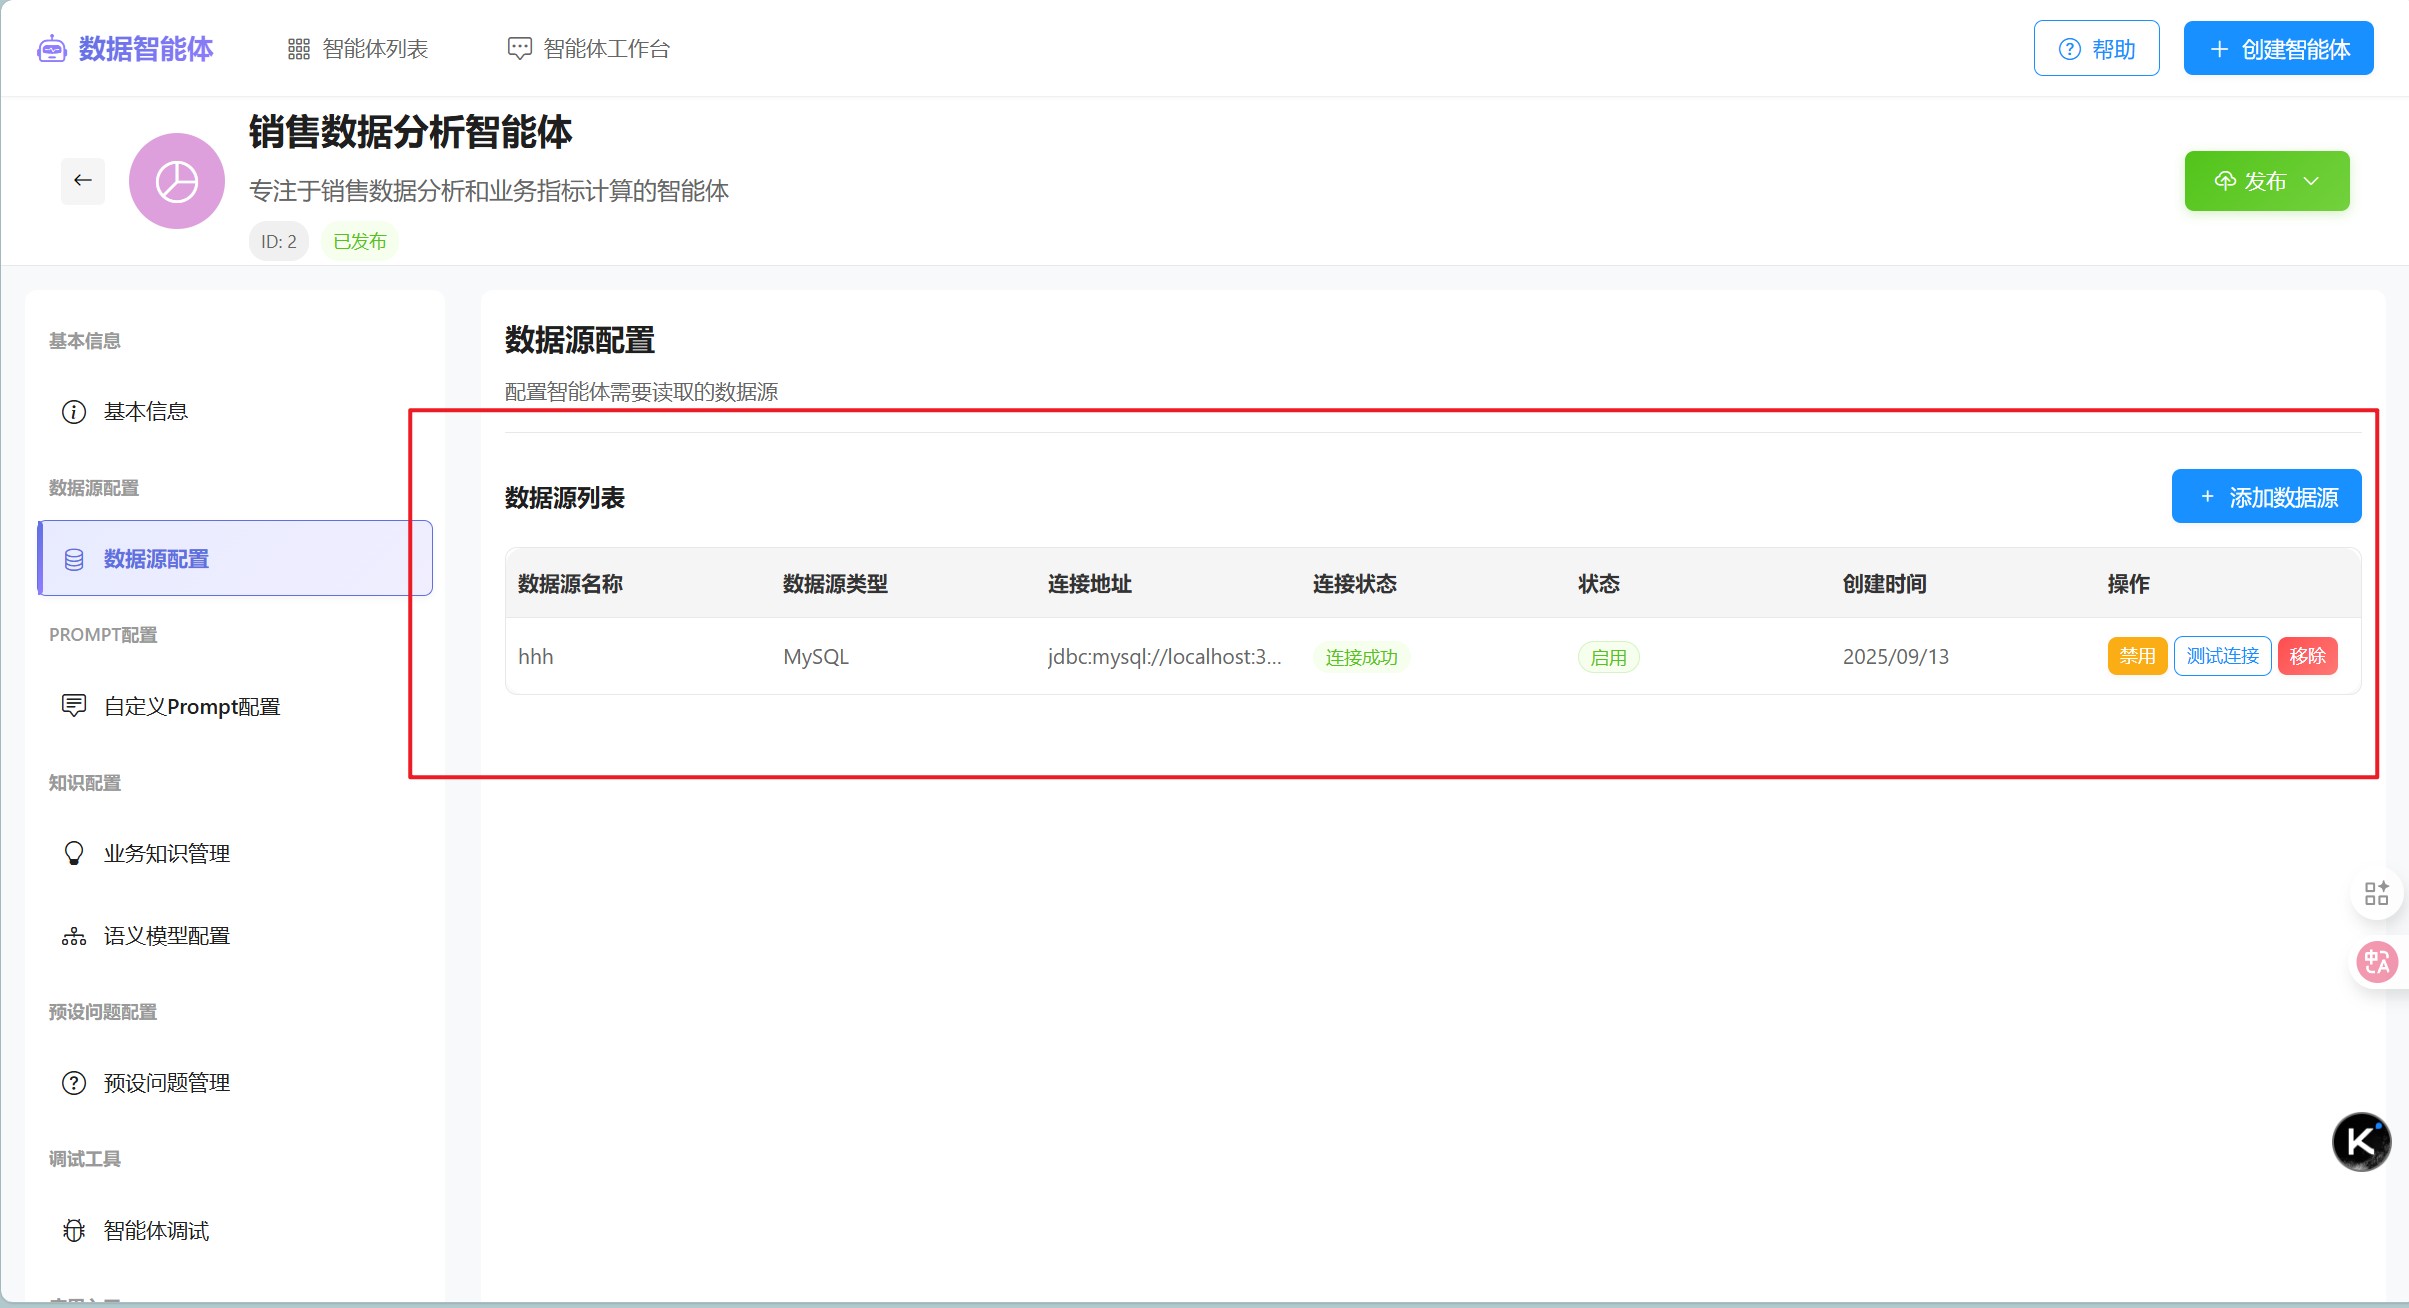 数据智能体
智能体列表
智能体工作台
帮助
创建智能体
销售数据分析智能体
专注于销售数据分析和业务指标计算的智能体
ID: 2
已发布
发布
基本信息
基本信息
数据源配置
数据源配置
PROMPT配置
自定义Prompt配置
知识配置
业务知识管理
语义模型配置
预设问题配置
预设问题管理
调试工具
智能体调试
数据源配置
配置智能体需要读取的数据源
数据源列表
添加数据源
数据源名称 数据源类型 连接地址 连接状态 状态 创建时间 操作
hhh MySQL jdbc:mysql://localhost:3... 连接成功 启用 2025/09/13 禁用 测试连接 移除
中A
K